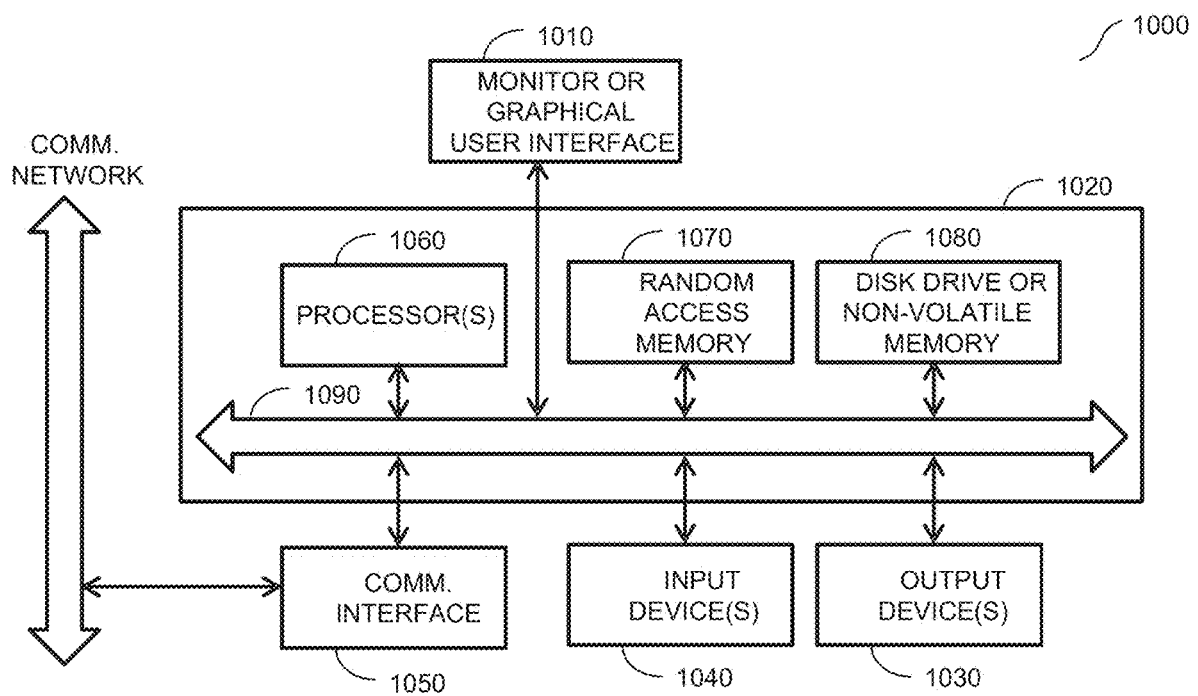 1000
1010
MONITOR OR
GRAPHICAL
USER INTERFACE
COMM.
NETWORK
1020
1060
PROCESSOR(S)
1070
RANDOM
ACCESS
MEMORY
1080
DISK DRIVE OR
NON-VOLATILE
MEMORY
1090
COMM.
INTERFACE
1050
INPUT
DEVICE(S)
1040
OUTPUT
DEVICE(S)
1030